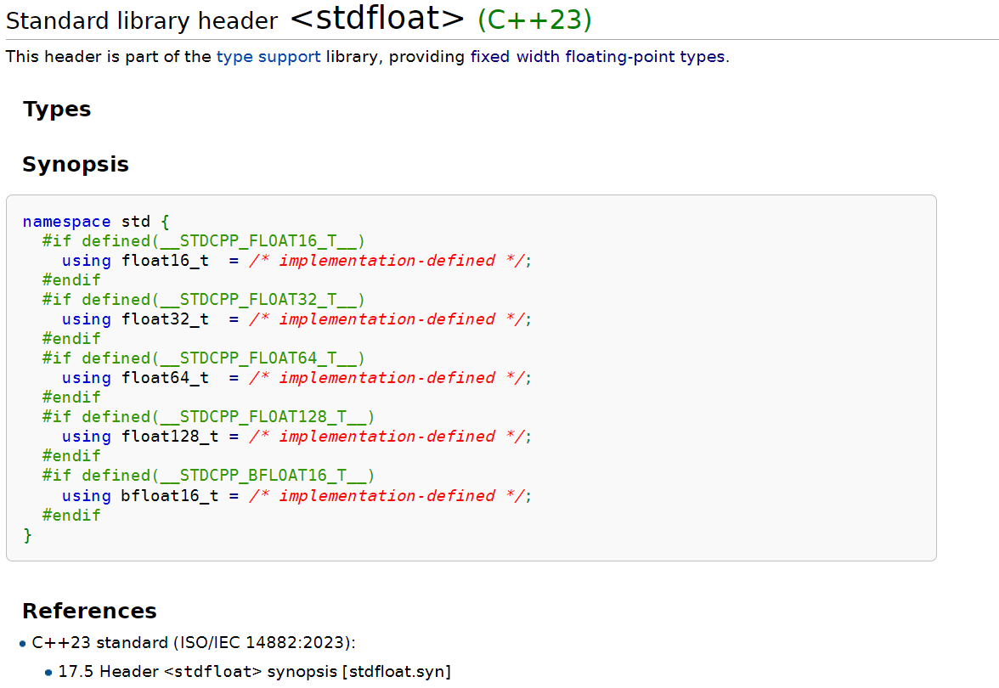 Standard library header <stdfloat> (C++23)
This header is part of the type support library, providing fixed width floating-point types.
Types
Synopsis
namespace std {
  #if defined(__STDCPP_FLOAT16_T__)
    using float16_t  = /* implementation-defined */;
  #endif
  #if defined(__STDCPP_FLOAT32_T__)
    using float32_t  = /* implementation-defined */;
  #endif
  #if defined(__STDCPP_FLOAT64_T__)
    using float64_t  = /* implementation-defined */;
  #endif
  #if defined(__STDCPP_FLOAT128_T__)
    using float128_t = /* implementation-defined */;
  #endif
  #if defined(__STDCPP_BFLOAT16_T__)
    using bfloat16_t = /* implementation-defined */;
  #endif
}
References
• C++23 standard (ISO/IEC 14882:2023):
• 17.5 Header <stdfloat> synopsis [stdfloat.syn]